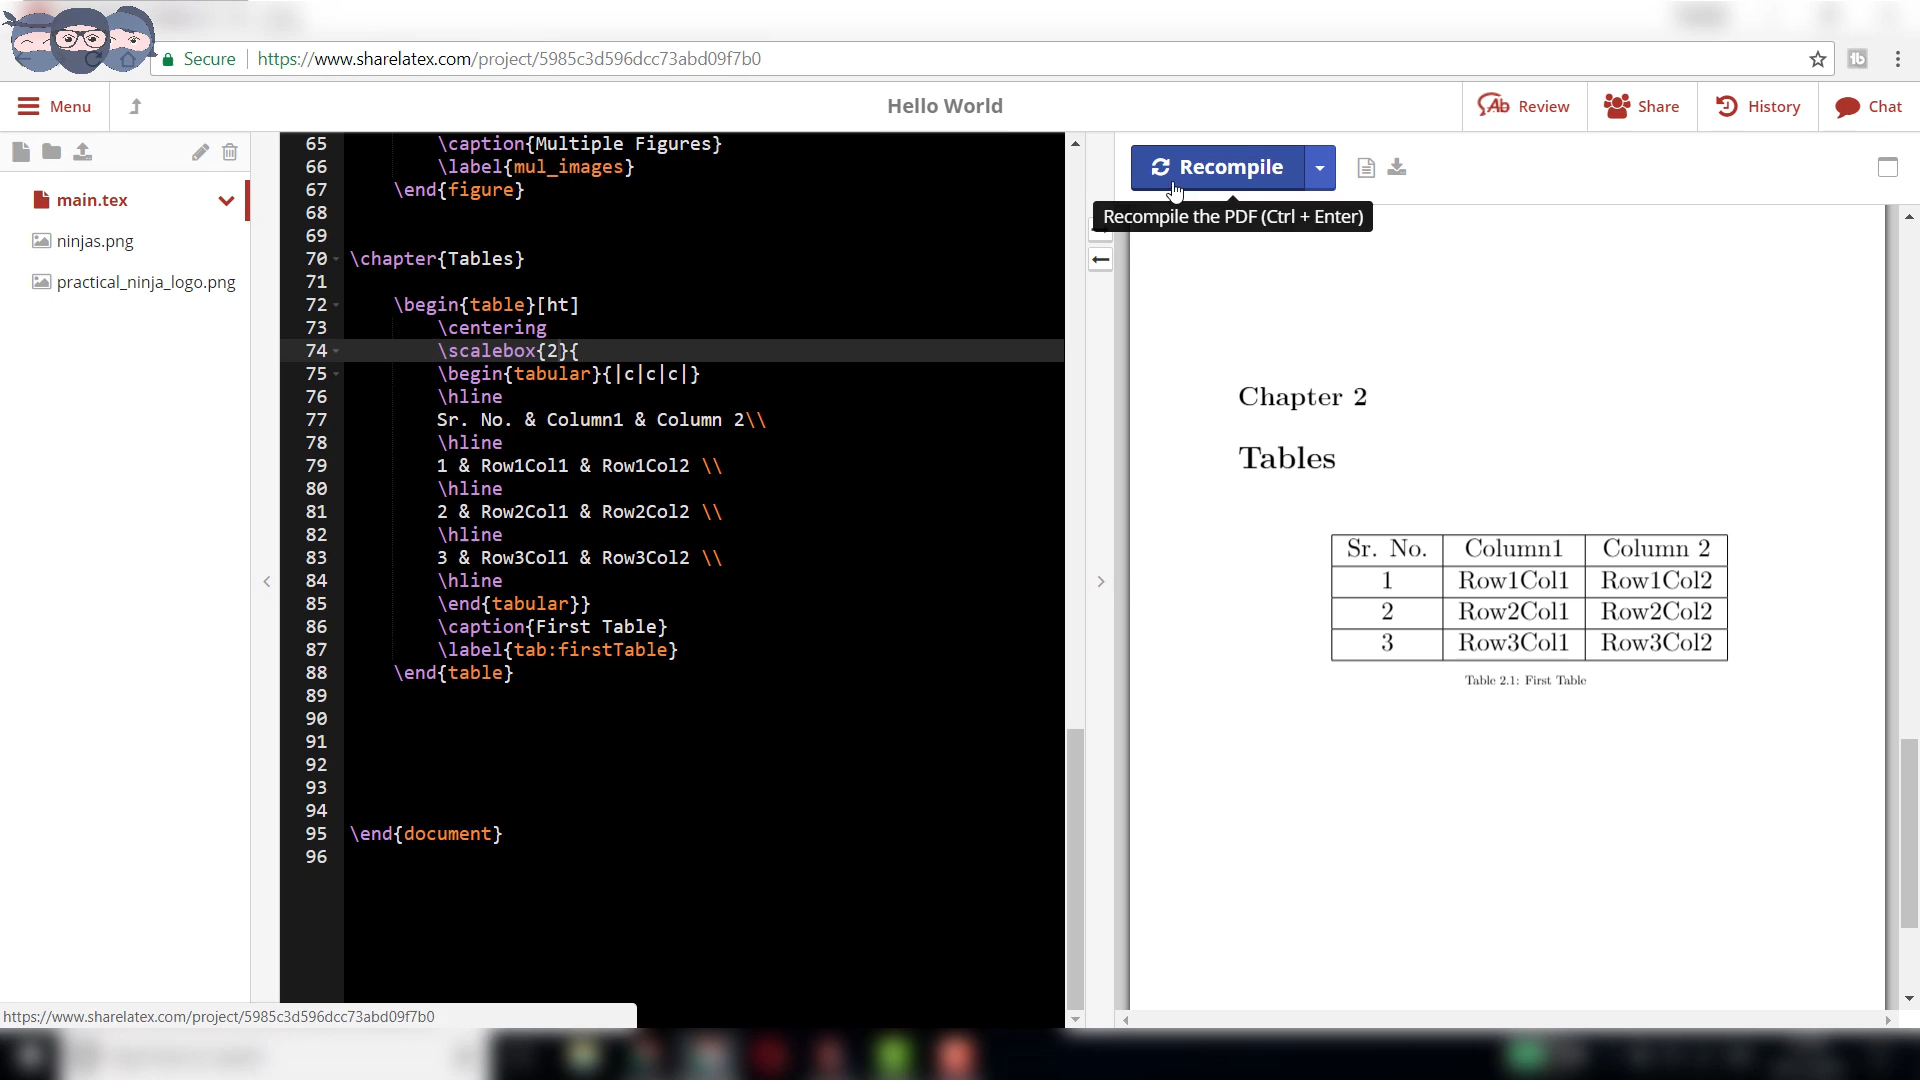 Secure
https://www.sharelatex.com/project/5985c3d596dcc73abd09f7b0
Menu
Hello World
Review
Share
History
Chat
main.tex
ninjas.png
practical_ninja_logo.png
65 \caption{Multiple Figures}
66 \label{mul_images}
67 \end{figure}
68
69
70 \chapter{Tables}
71
72 \begin{table}[ht]
73 \centering
74 \scalebox{2}{
75 \begin{tabular}{|c|c|c|}
76 \hline
77 Sr. No. & Column1 & Column 2\\
78 \hline
79 1 & Row1Col1 & Row1Col2 \\
80 \hline
81 2 & Row2Col1 & Row2Col2 \\
82 \hline
83 3 & Row3Col1 & Row3Col2 \\
84 \hline
85 \end{tabular}}
86 \caption{First Table}
87 \label{tab:firstTable}
88 \end{table}
89
90
91
92
93
94
95 \end{document}
96
Recompile
Recompile the PDF (Ctrl + Enter)
Chapter 2
Tables
Sr. No. Column1 Column 2
1 Row1Col1 Row1Col2
2 Row2Col1 Row2Col2
3 Row3Col1 Row3Col2
Table 2.1: First Table
https://www.sharelatex.com/project/5985c3d596dcc73abd09f7b0